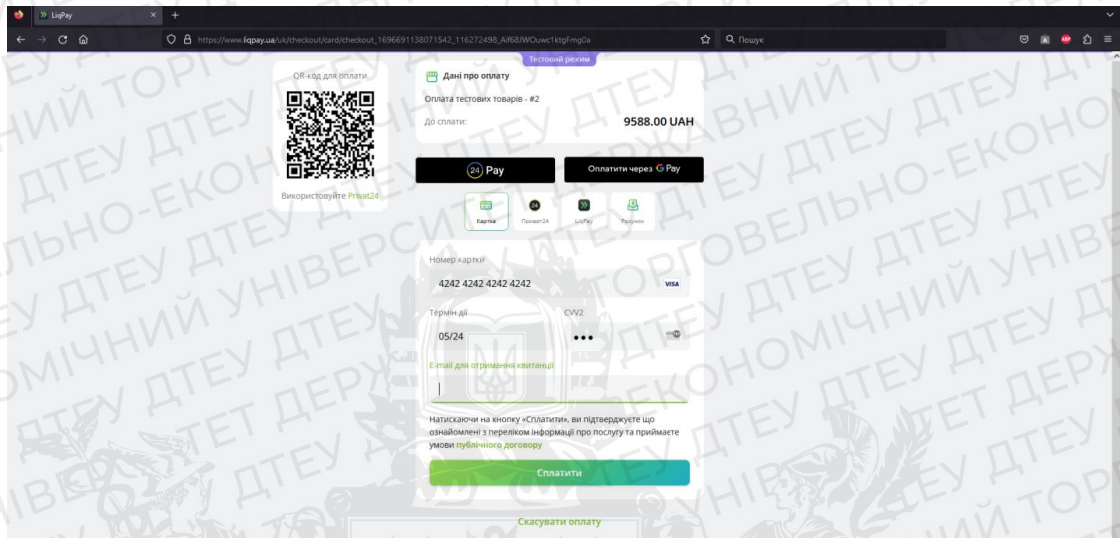 LiqPay
https://www.liqpay.ua/uk/checkout/card/checkout_1696691138071542_116272498_Aif68JWOuwc1ktgFmg0a
Пошук
Тестовий режим
QR-код для оплати
Використовуйте Privat24
Дані про оплату
Оплата тестових товарів - #2
До сплати: 9588.00 UAH
24 Pay
Оплатити через G Pay
Картка Приват24 LiqPay Рахунок
Номер картки
4242 4242 4242 4242 VISA
Термін дії CVV2
05/24 •••
E-mail для отримання квитанції
Натискаючи на кнопку «Сплатити», ви підтверджуєте що
ознайомлені з переліком інформації про послугу та приймаєте
умови публічного договору
Сплатити
Скасувати оплату